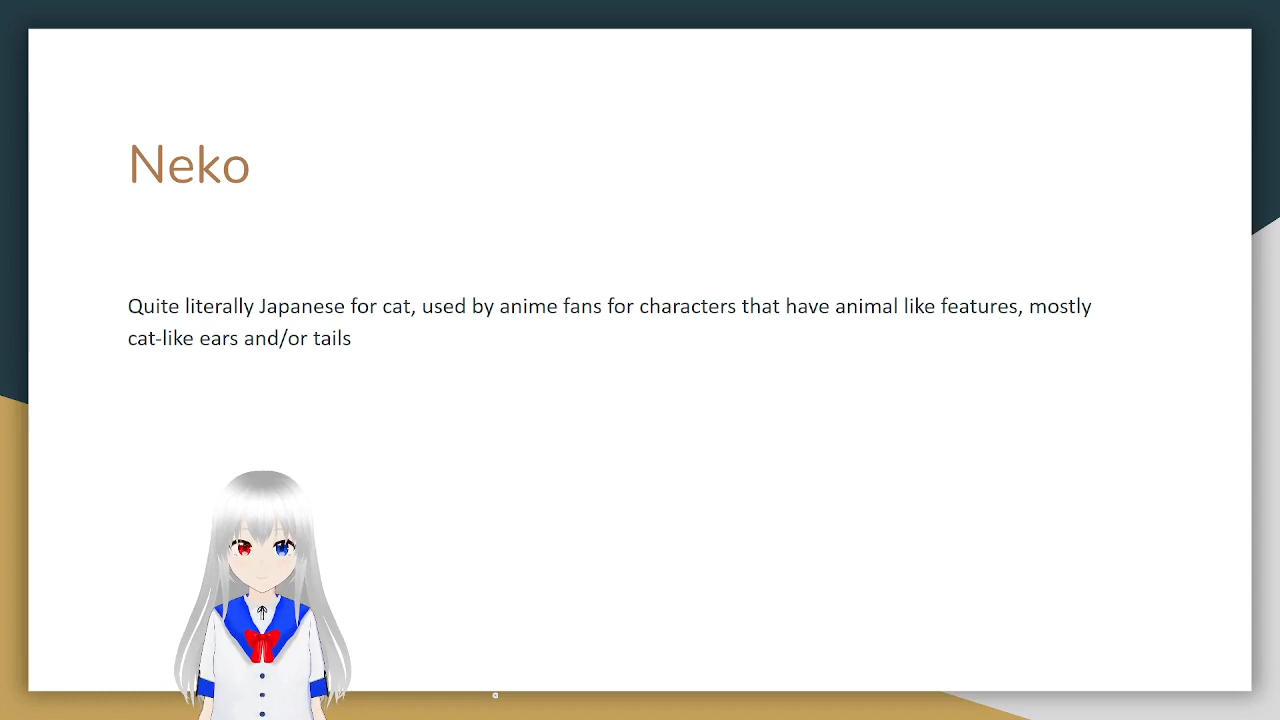 Neko
Quite literally Japanese for cat, used by anime fans for characters that have animal like features, mostly
cat-like ears and/or tails